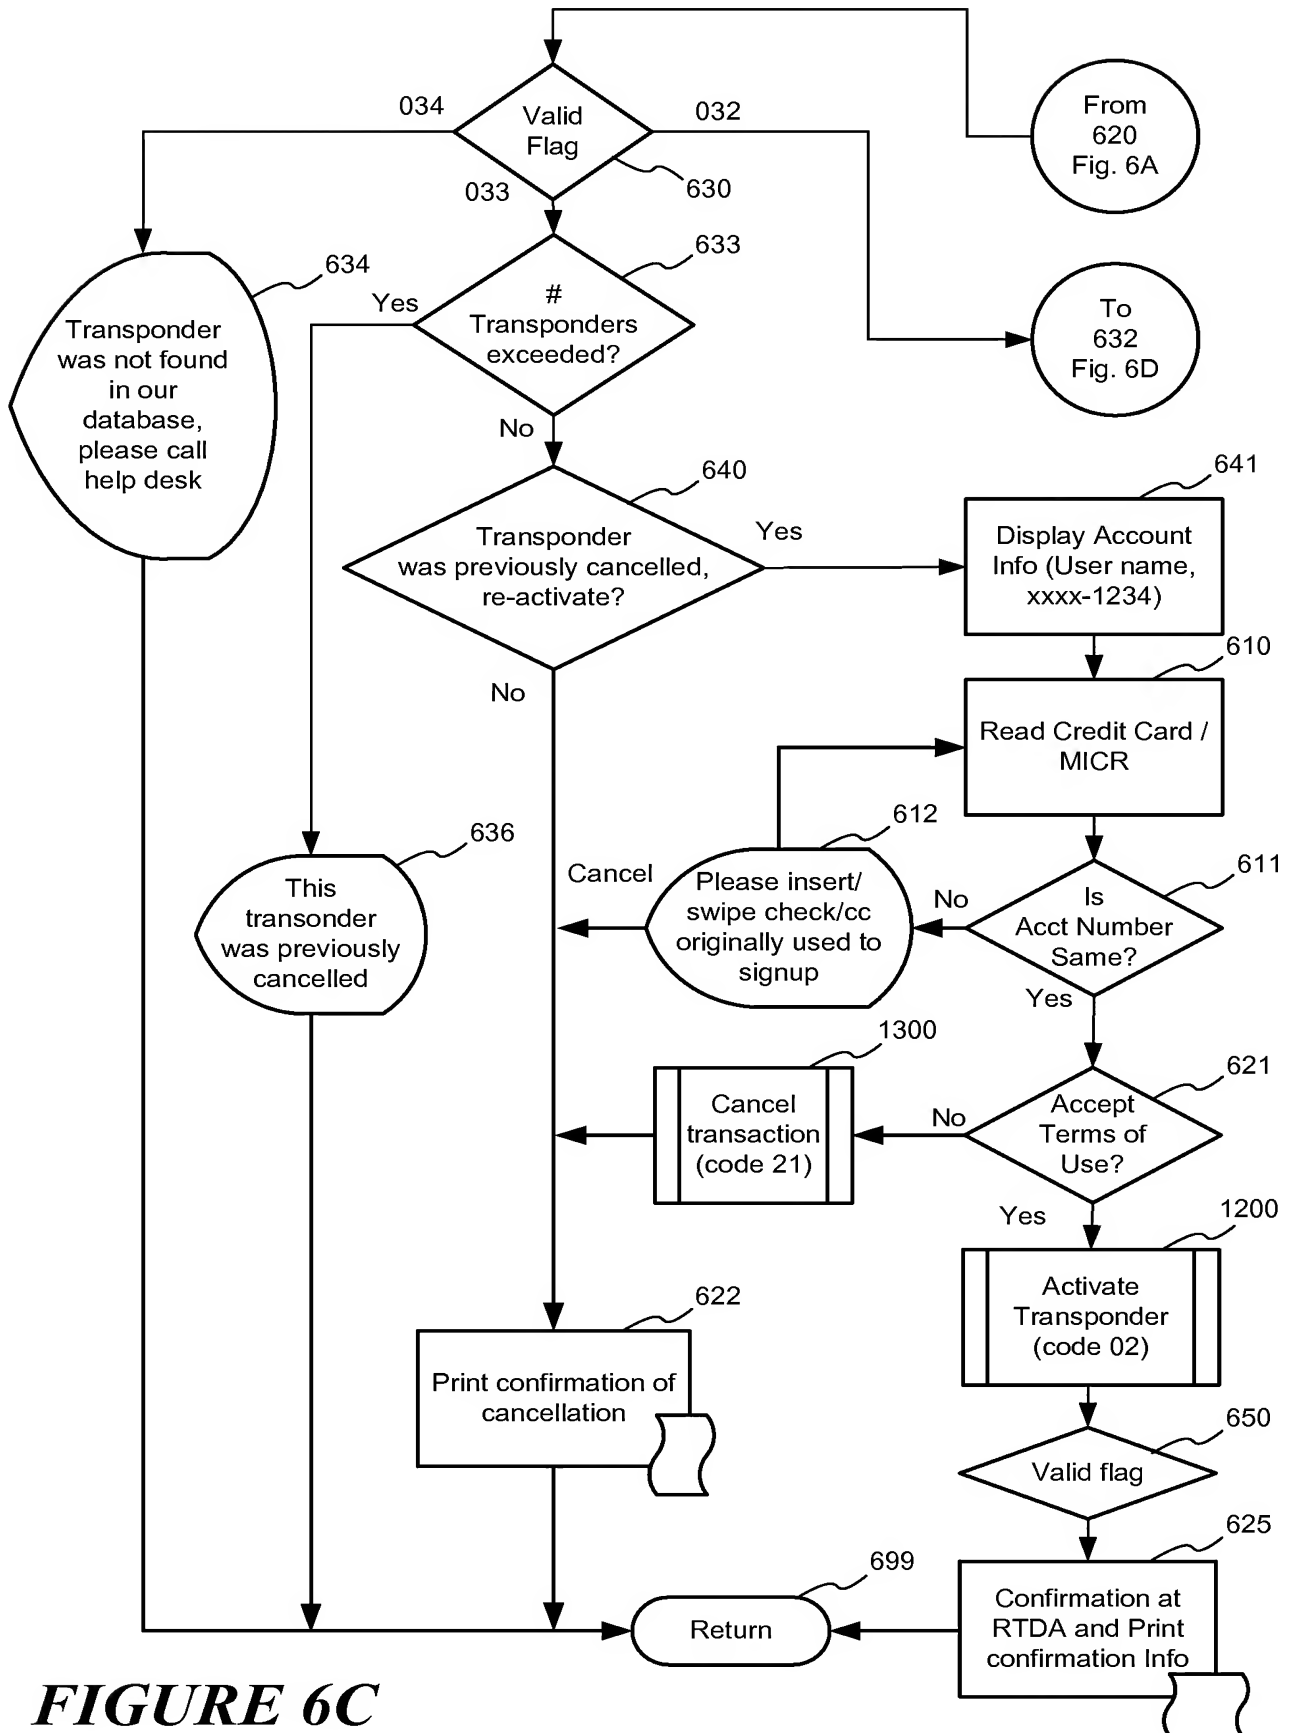 034
Valid
Flag
032
033
630
From
620
Fig. 6A
634
633
Yes
#
Transponders
exceeded?
To
632
Fig. 6D
Transponder
was not found
in our
database,
please call
help desk
No
640
641
Transponder
was previously cancelled,
re-activate?
Yes
Display Account
Info (User name,
xxxx-1234)
No
610
Read Credit Card /
MICR
636
This
transonder
was previously
cancelled
612
Cancel
Please insert/
swipe check/cc
originally used to
signup
No
611
Is
Acct Number
Same?
Yes
1300
Cancel
transaction
(code 21)
No
621
Accept
Terms of
Use?
Yes
1200
Activate
Transponder
(code 02)
622
Print confirmation of
cancellation
650
Valid flag
625
Confirmation at
RTDA and Print
confirmation Info
699
Return
FIGURE 6C